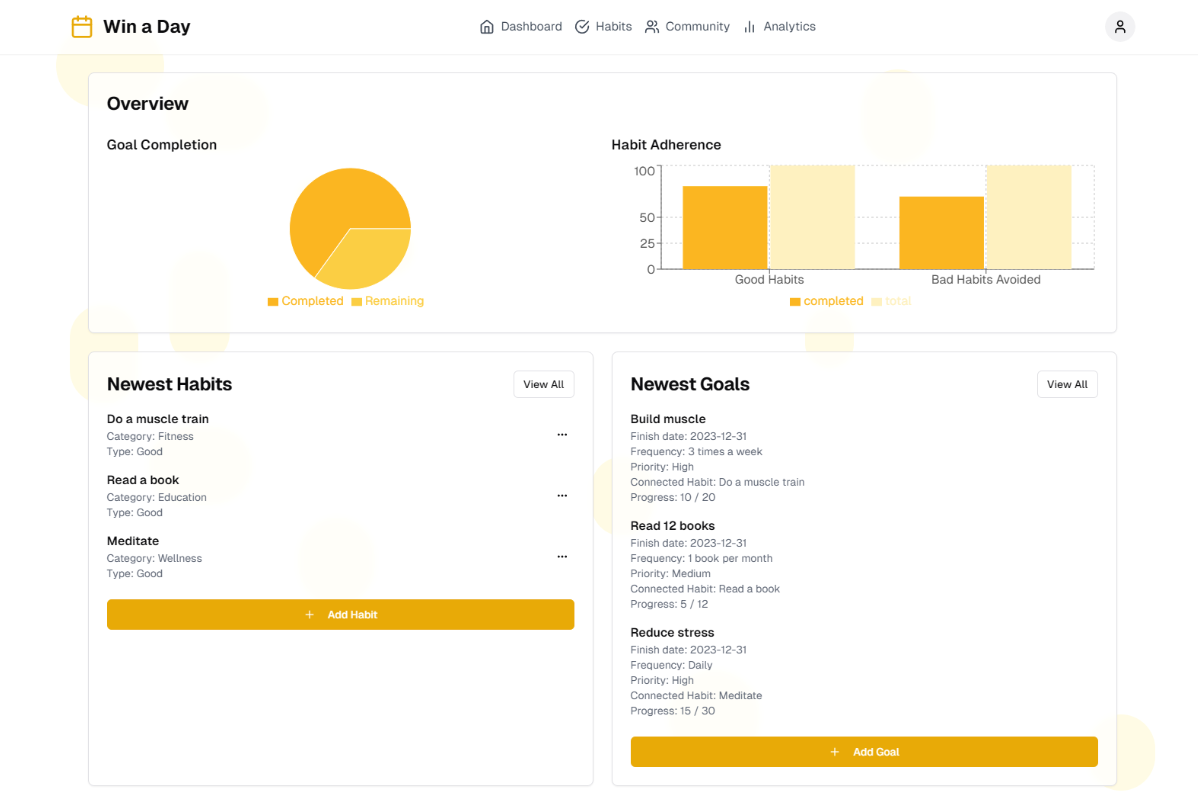 Win a Day
Dashboard Habits Community Analytics
Overview
Goal Completion
Completed Remaining
Habit Adherence
100
50
25
0
Good Habits Bad Habits Avoided
completed total
Newest Habits
View All
Do a muscle train
Category: Fitness
Type: Good
Read a book
Category: Education
Type: Good
Meditate
Category: Wellness
Type: Good
+ Add Habit
Newest Goals
View All
Build muscle
Finish date: 2023-12-31
Frequency: 3 times a week
Priority: High
Connected Habit: Do a muscle train
Progress: 10 / 20
Read 12 books
Finish date: 2023-12-31
Frequency: 1 book per month
Priority: Medium
Connected Habit: Read a book
Progress: 5 / 12
Reduce stress
Finish date: 2023-12-31
Frequency: Daily
Priority: High
Connected Habit: Meditate
Progress: 15 / 30
+ Add Goal